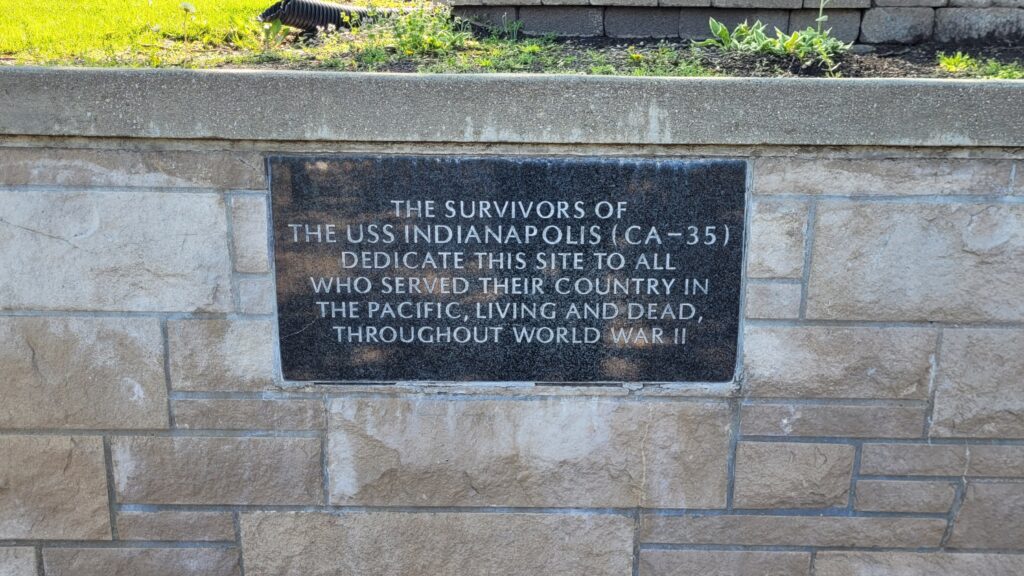 THE SURVIVORS OF
THE USS INDIANAPOLIS (CA-35)
DEDICATE THIS SITE TO ALL
WHO SERVED THEIR COUNTRY IN
THE PACIFIC, LIVING AND DEAD,
THROUGHOUT WORLD WAR II